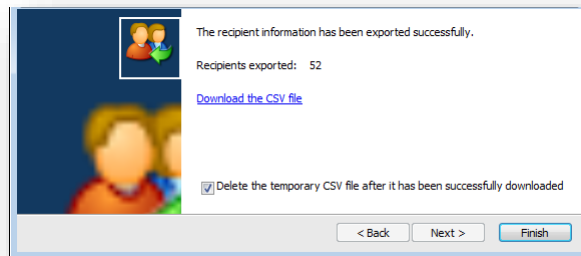 The recipient information has been exported successfully.
Recipients exported: 52
Download the CSV file
Delete the temporary CSV file after it has been successfully downloaded
< Back Next > Finish